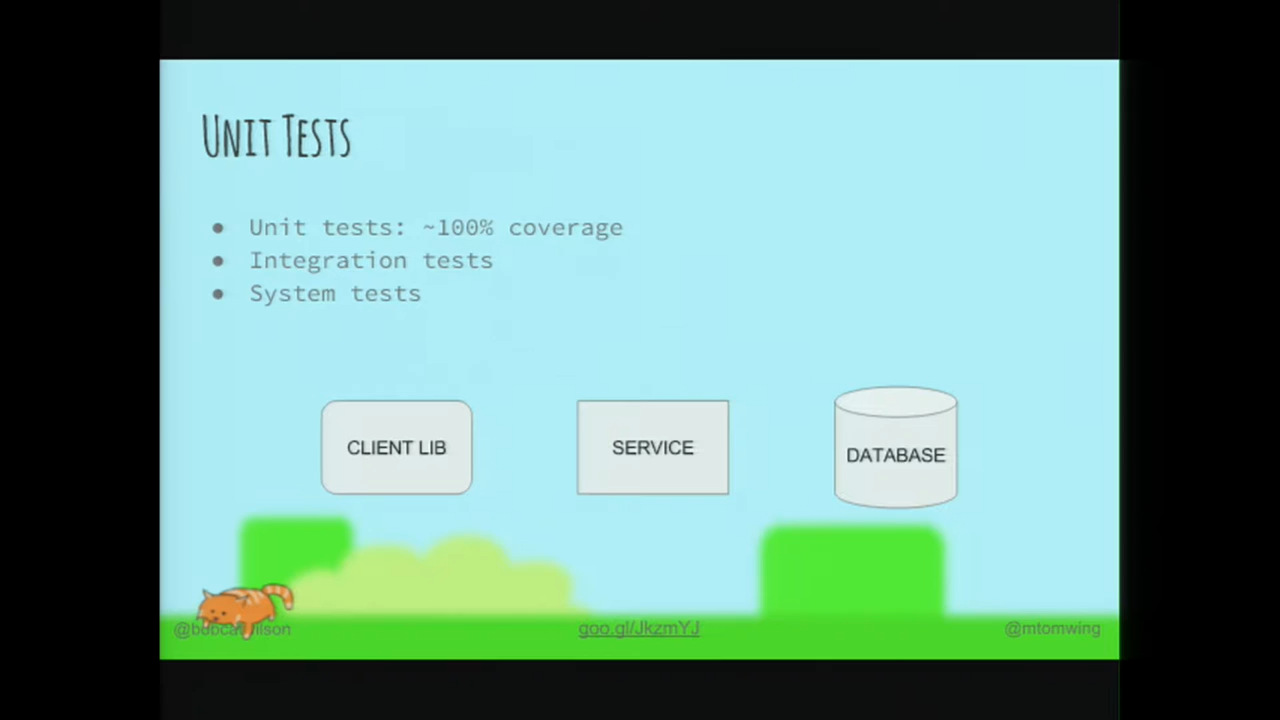 UNIT TESTS
● Unit tests: ~100% coverage
● Integration tests
● System tests
CLIENT LIB
SERVICE
DATABASE
goo.gl/JkzmYJ
@mtomwing